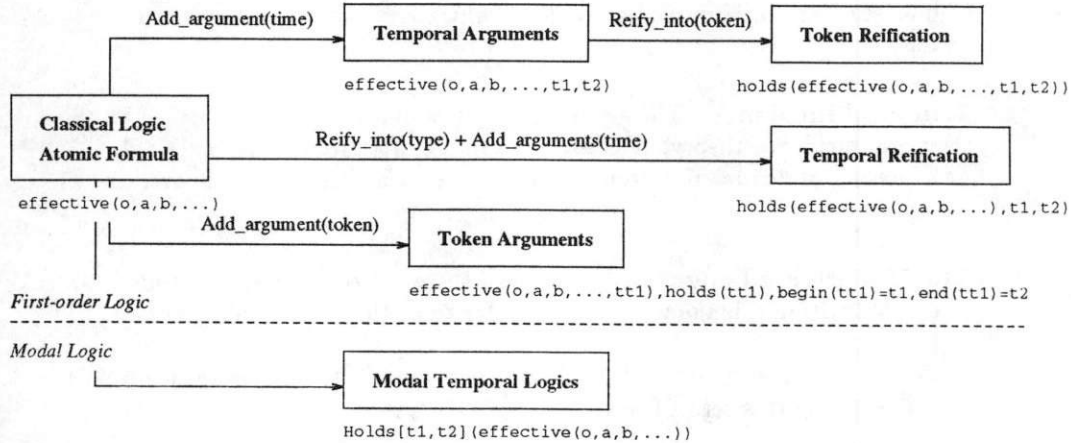 Add_argument(time)
Temporal Arguments
Reify_into(token)
Token Reification
effective(o,a,b,...,t1,t2)
holds(effective(o,a,b,...,t1,t2))
Classical Logic
Atomic Formula
Reify_into(type) + Add_arguments(time)
Temporal Reification
effective(o,a,b,...)
holds(effective(o,a,b,...),t1,t2)
Add_argument(token)
Token Arguments
effective(o,a,b,...,tt1),holds(tt1),begin(tt1)=t1,end(tt1)=t2
First-order Logic
Modal Logic
Modal Temporal Logics
Holds[t1,t2](effective(o,a,b,...))